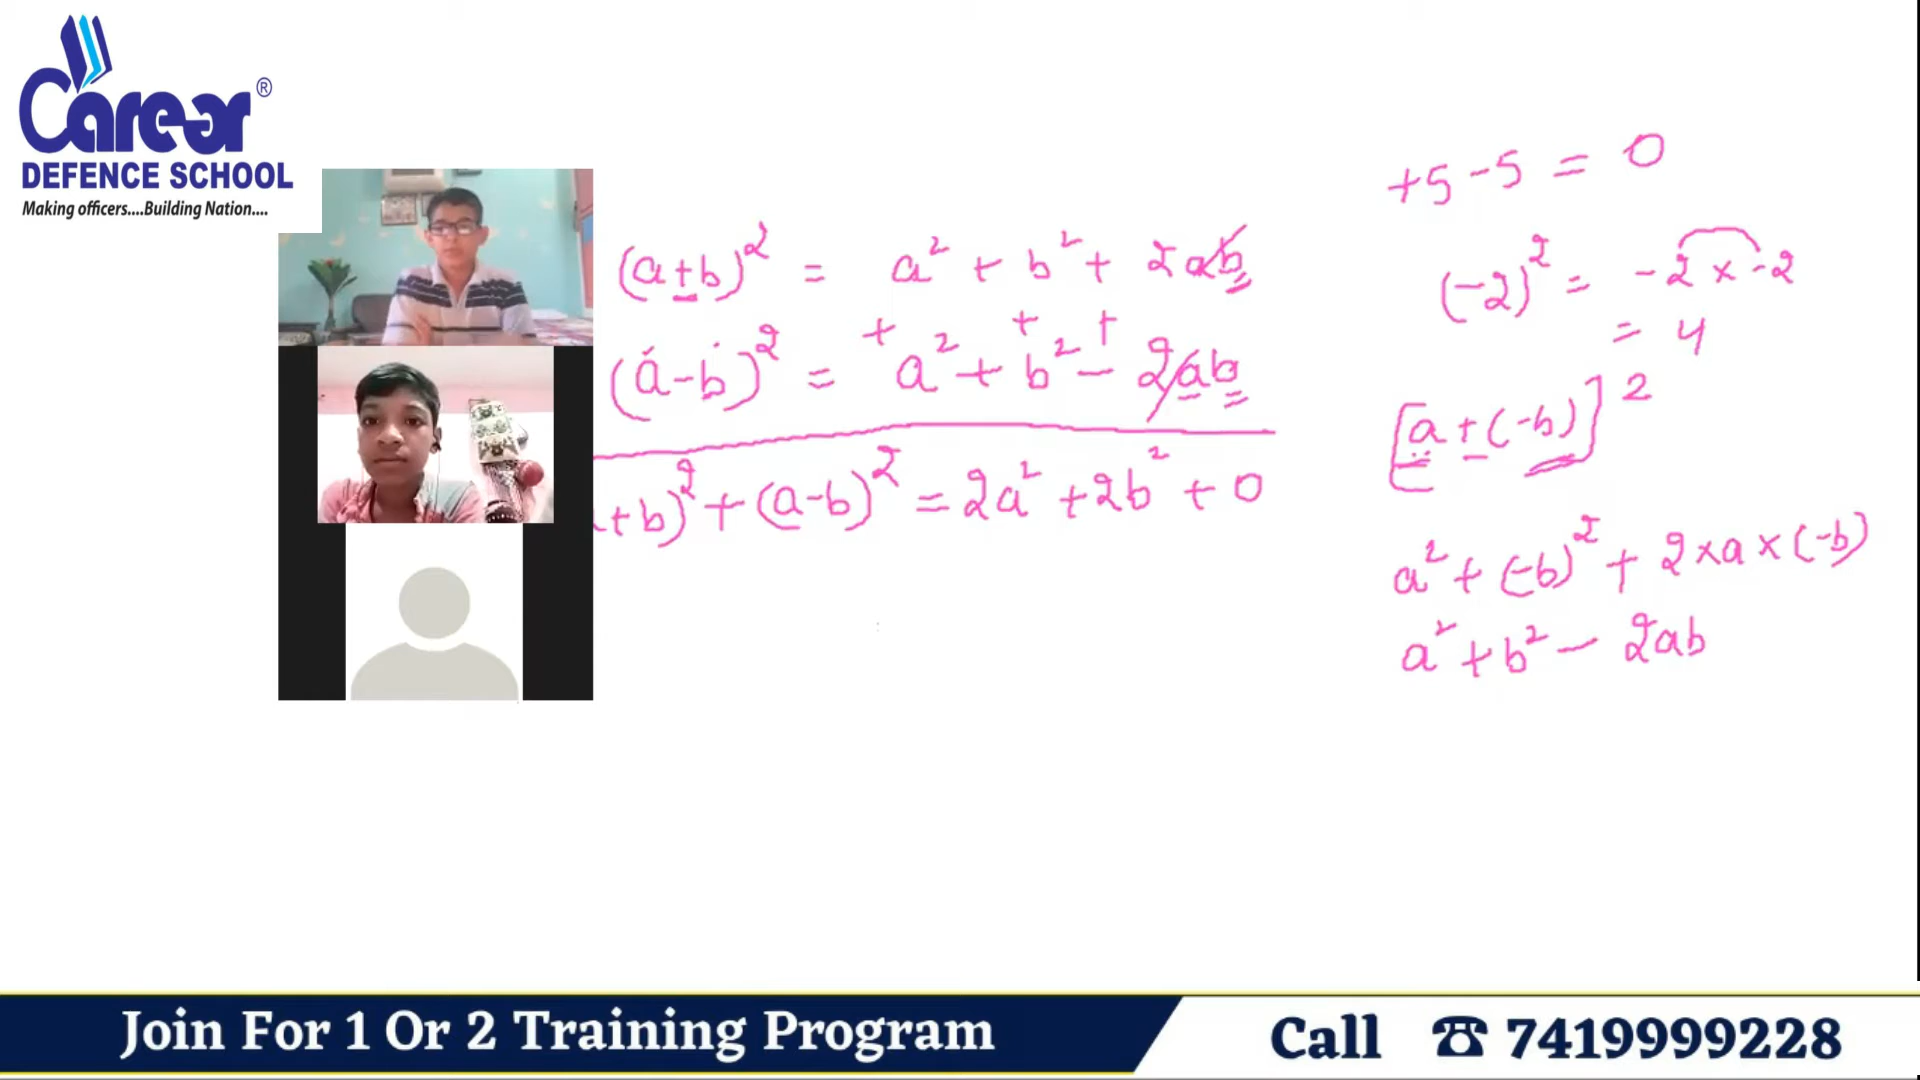 Carear®
DEFENCE SCHOOL
Making officers....Building Nation....
(a+b)² = a² + b² + 2ab
(a-b)² = a² + b² - 2ab
+ + +
+b)² + (a-b)² = 2a² + 2b² + 0
+5 -5 = 0
(-2)² = -2 × -2
= 4
[a + (-b)]²
a² + (-b)² + 2×a×(-b)
a² + b² - 2ab
Join For 1 Or 2 Training Program
Call ☎ 7419999228